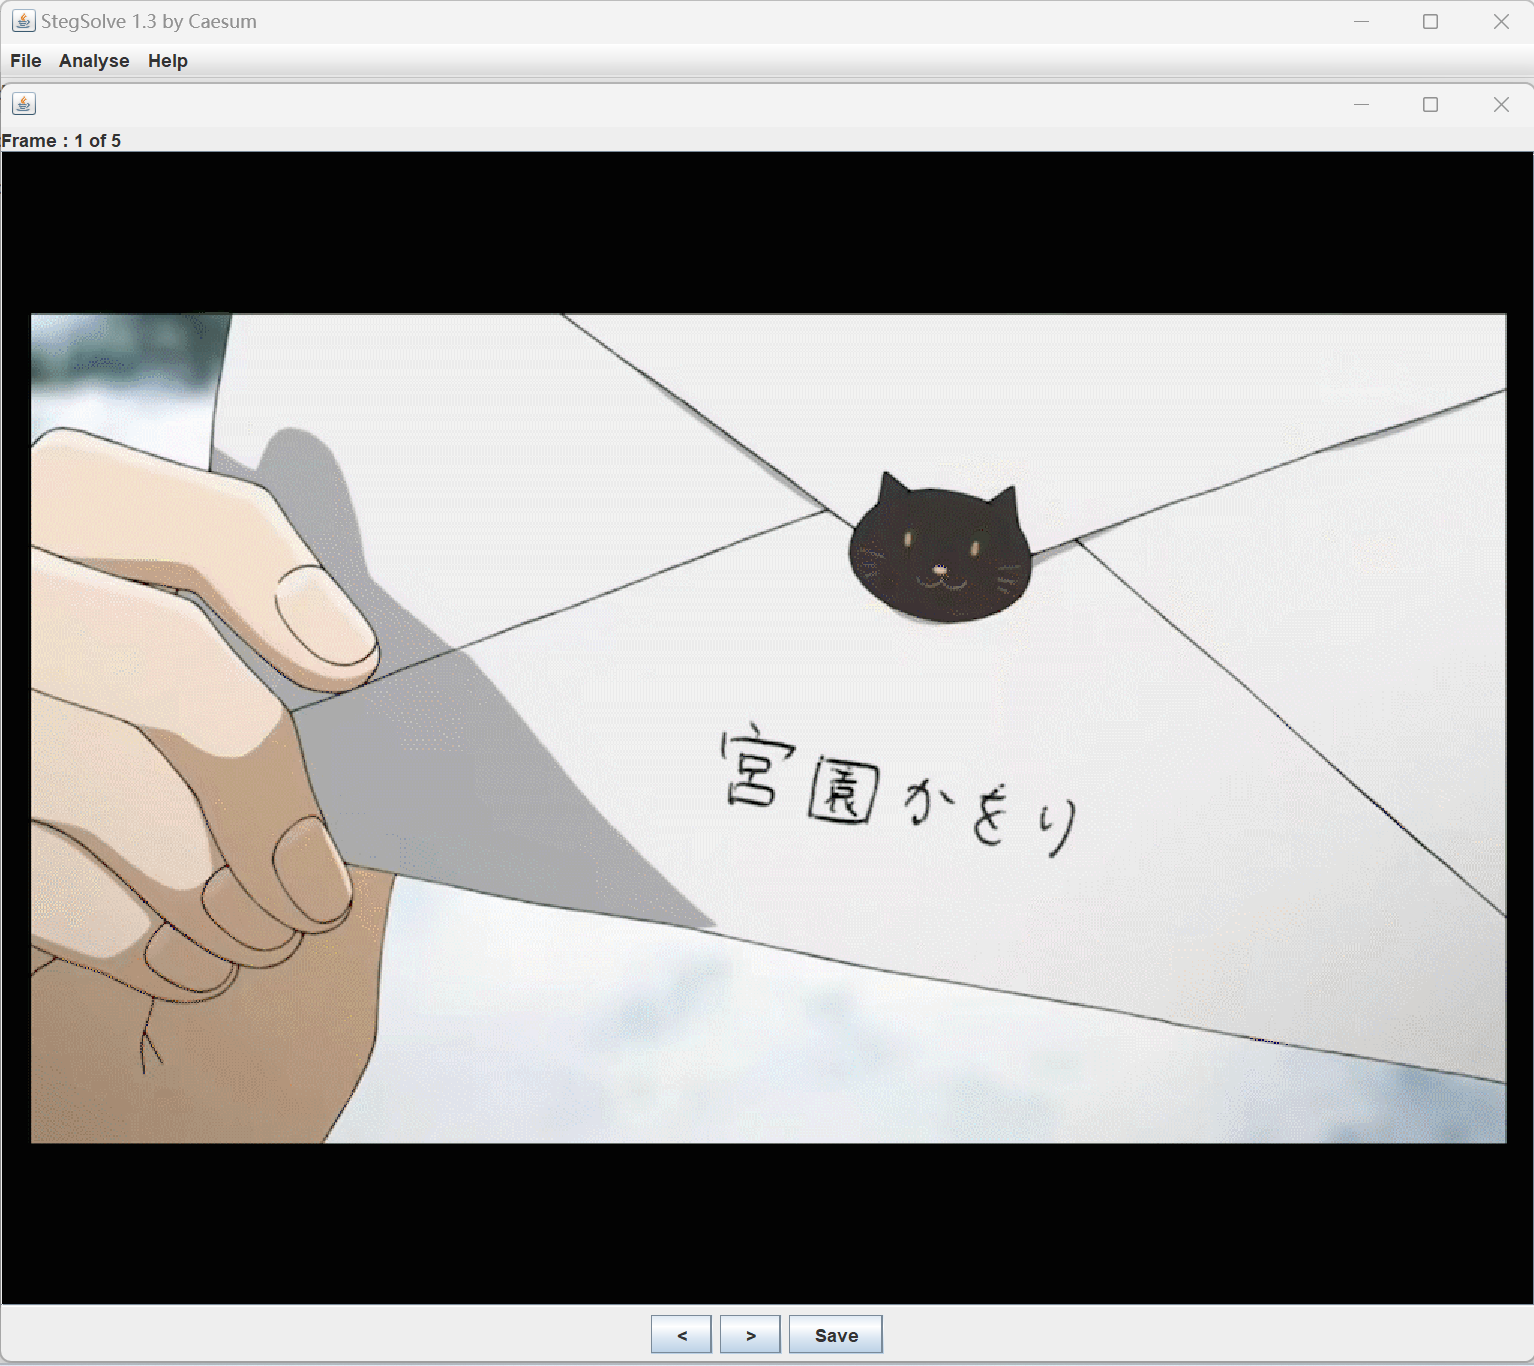 StegSolve 1.3 by Caesum
File Analyse Help
Frame : 1 of 5
宮園かをり
< > Save